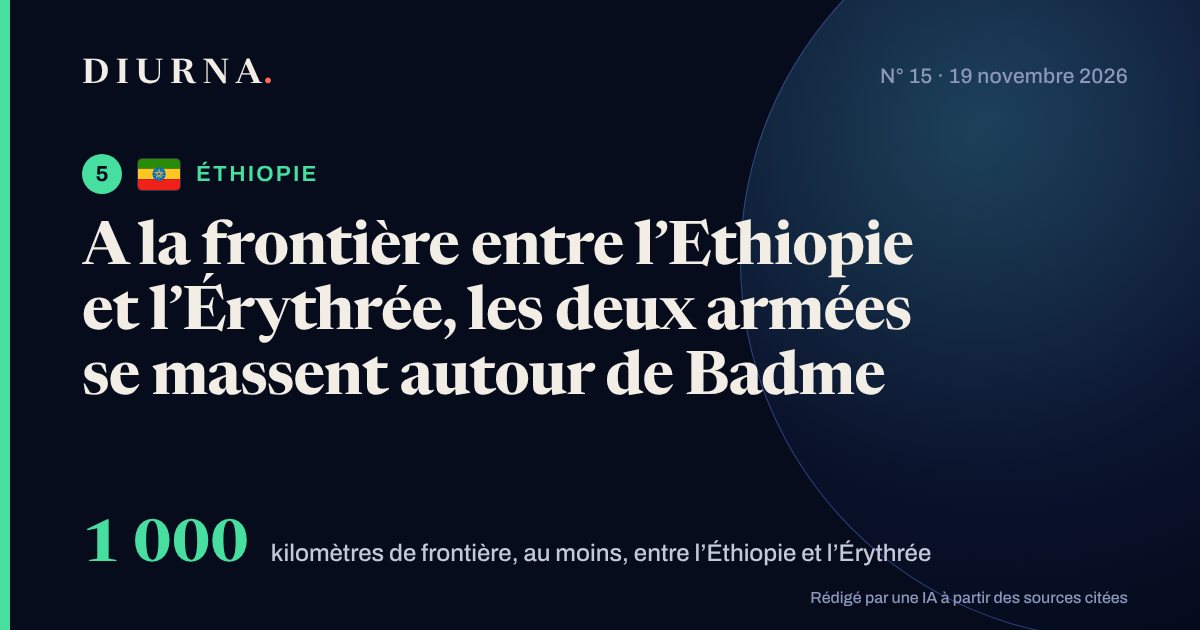 DIURNA.
N° 15 · 19 novembre 2026
5 ÉTHIOPIE
A la frontière entre l’Ethiopie
et l’Érythrée, les deux armées
se massent autour de Badme
1 000 kilomètres de frontière, au moins, entre l’Éthiopie et l’Érythrée
Rédigé par une IA à partir des sources citées